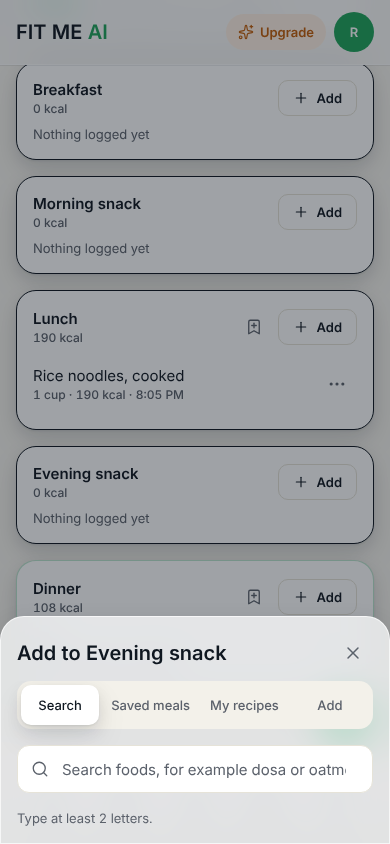 FIT ME AI
Upgrade
R
Breakfast
0 kcal
Add
Nothing logged yet
Morning snack
0 kcal
Add
Nothing logged yet
Lunch
190 kcal
Add
Rice noodles, cooked
1 cup · 190 kcal · 8:05 PM
Evening snack
0 kcal
Add
Nothing logged yet
Dinner
108 kcal
Add
Add to Evening snack
Search Saved meals My recipes Add
Search foods, for example dosa or oatm
Type at least 2 letters.